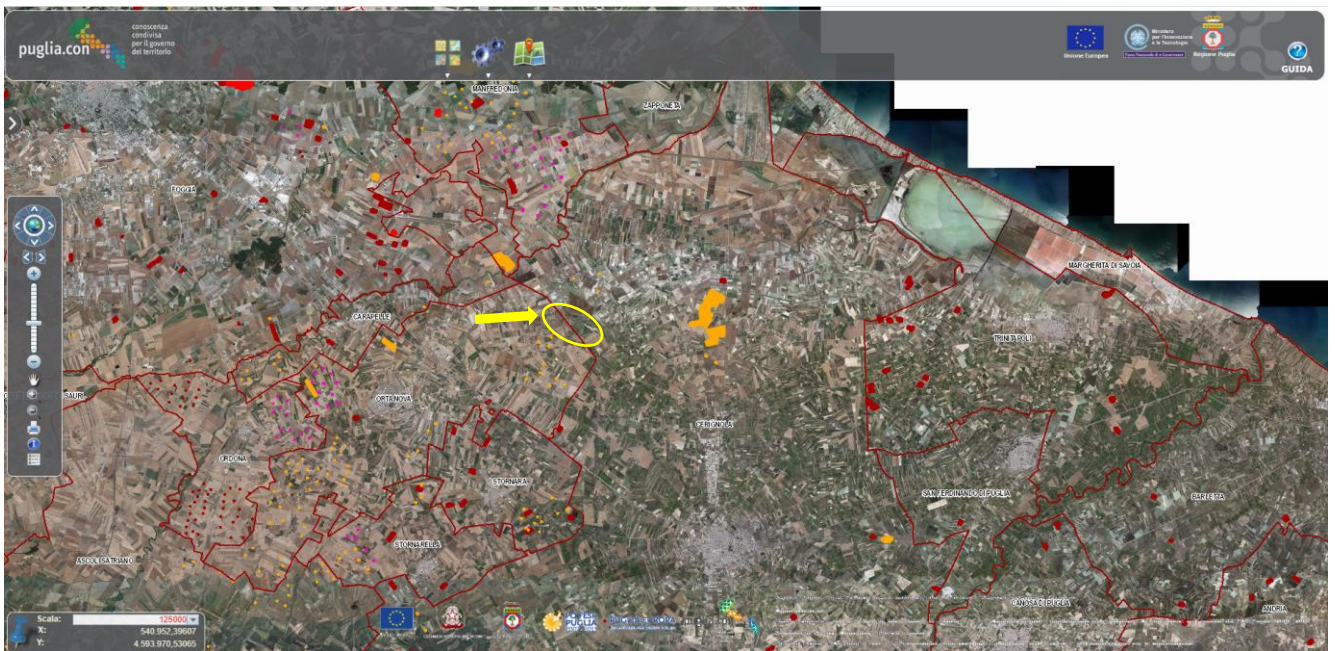 puglia.con
conoscenza
condivisa
per il governo
del territorio
Unione Europea
Ministero
per l'Innovazione
e le Tecnologie
Regione Puglia
GUIDA
MANFREDONIA
ZAPPONETA
FOGGIA
MARGHERITA DI SAVOIA
CARAPELLE
TRINITAPOLI
ORTA NOVA
CERIGNOLA
ORDONA
STORNARA
SAN FERDINANDO DI PUGLIA
BARLETTA
STORNARELLA
ASCOLI SATRIANO
CANOSA DI PUGLIA
ANDRIA
Scala: 125000
X: 540.952,39607
Y: 4.593.970,53065